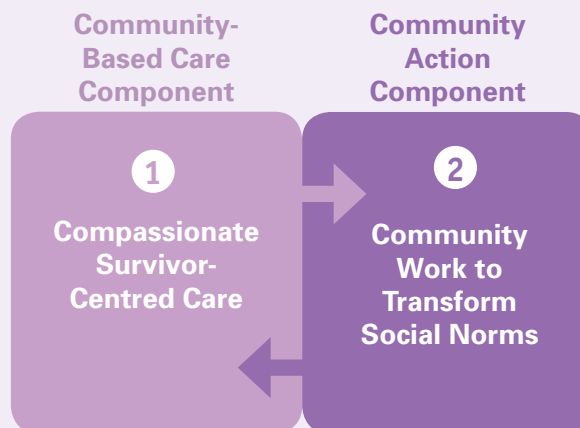 Community-
Based Care
Component
Community
Action
Component
1
Compassionate
Survivor-
Centred Care
2
Community
Work to
Transform
Social Norms